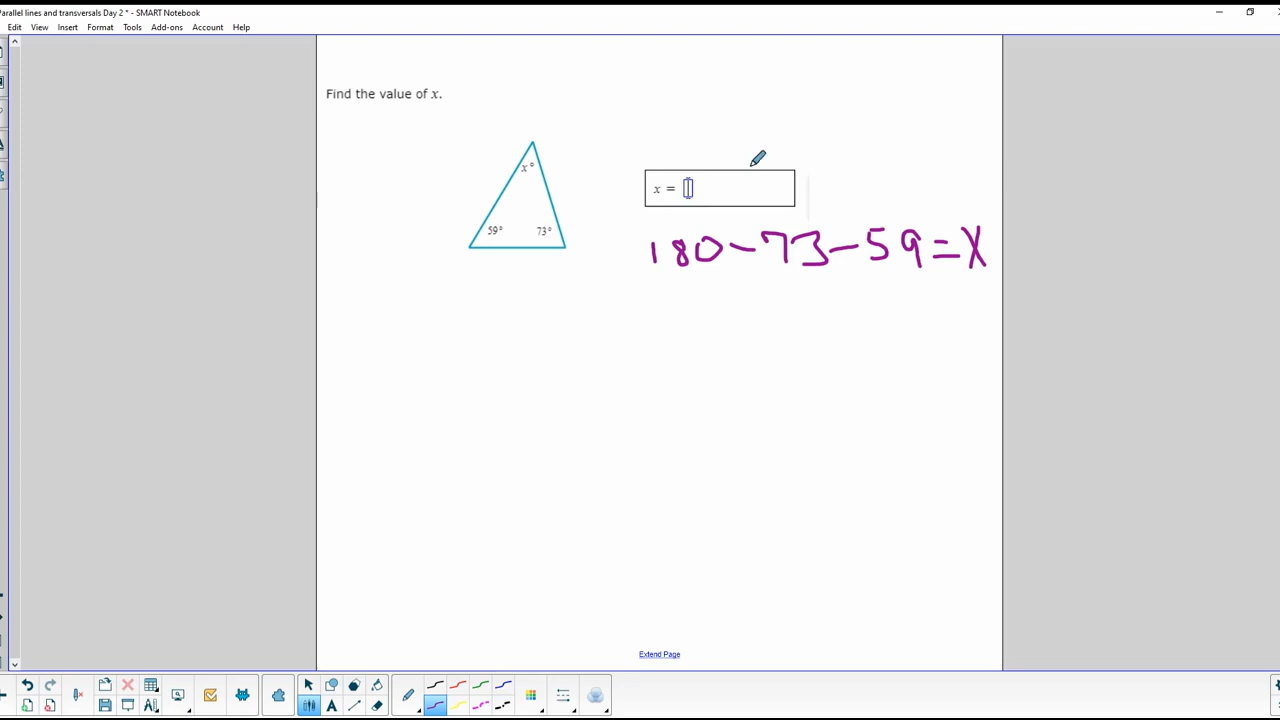 Parallel lines and transversals Day 2 * - SMART Notebook
Edit View Insert Format Tools Add-ons Account Help
Find the value of x.
x°
59° 73°
x =
180-73-59=X
Extend Page